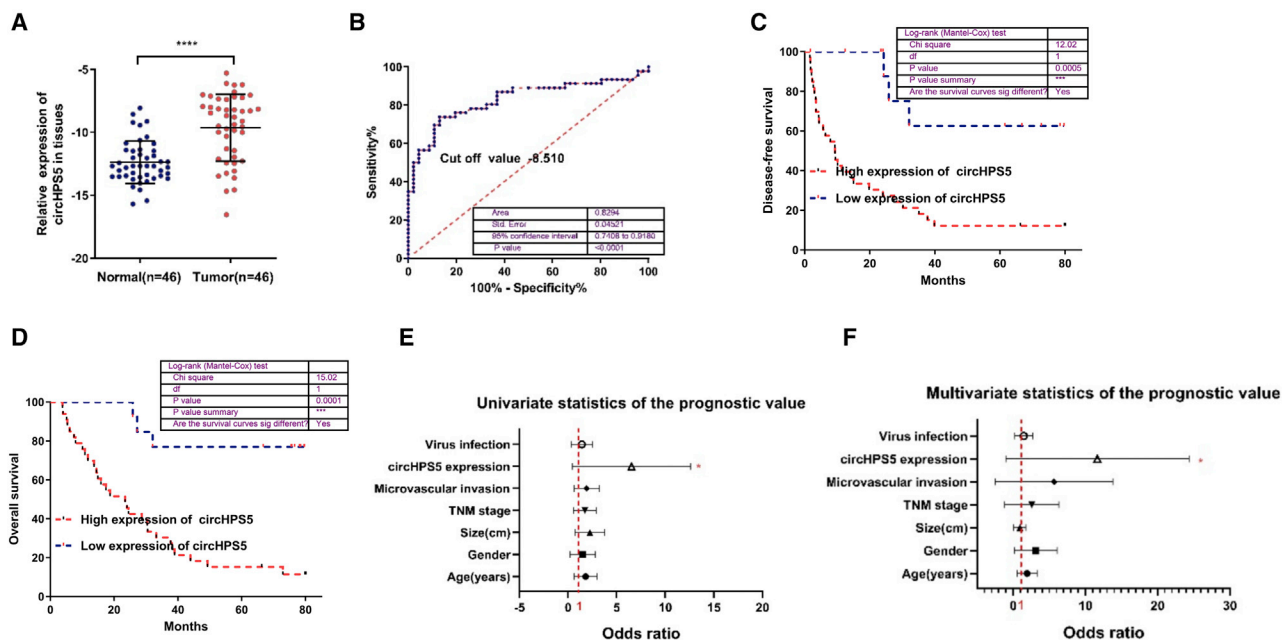 A
****
Relative expression of
circHPS5 in tissues
-5
-10
-15
-20
Normal(n=46)
Tumor(n=46)
B
Sensitivity%
100
80
60
40
20
0
Cut off value -8.510
Area 0.8294
Std. Error 0.04521
95% confidence interval 0.7408 to 0.9180
P value <0.0001
0 20 40 60 80 100
100% - Specificity%
C
Log-rank (Mantel-Cox) test
Chi square 12.02
df 1
P value 0.0005
P value summary ***
Are the survival curves sig different? Yes
Disease-free survival
100
80
60
40
20
0
High expression of circHPS5
Low expression of circHPS5
0 20 40 60 80
Months
D
Log-rank (Mantel-Cox) test
Chi square 15.02
df 1
P value 0.0001
P value summary ***
Are the survival curves sig different? Yes
Overall survival
100
80
60
40
20
0
High expression of circHPS5
Low expression of circHPS5
0 20 40 60 80
Months
E
Univariate statistics of the prognostic value
Virus infection
circHPS5 expression *
Microvascular invasion
TNM stage
Size(cm)
Gender
Age(years)
-5 0 1 5 10 15 20
Odds ratio
F
Multivariate statistics of the prognostic value
Virus infection
circHPS5 expression *
Microvascular invasion
TNM stage
Size(cm)
Gender
Age(years)
0 1 10 20 30
Odds ratio